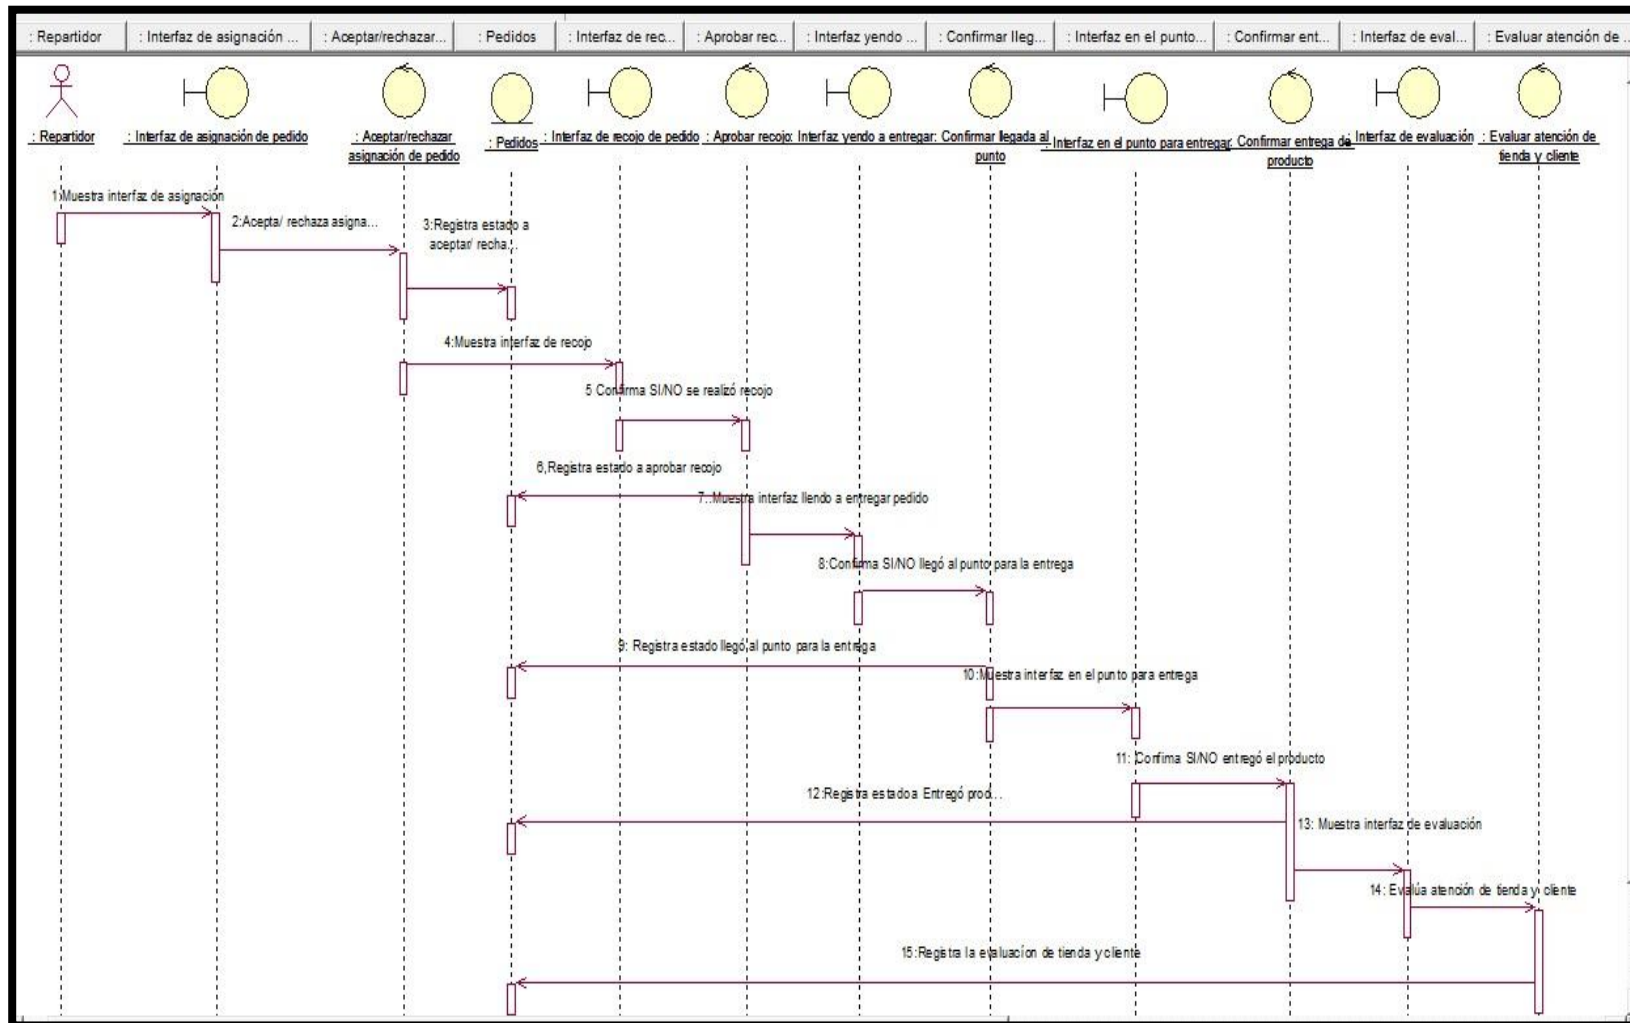 : Repartidor
: Interfaz de asignación ...
: Aceptar/rechazar...
: Pedidos
: Interfaz de rec...
: Aprobar rec...
: Interfaz yendo ...
: Confirmar lleg...
: Interfaz en el punto...
: Confirmar ent...
: Interfaz de eval...
: Evaluar atención de ...
: Repartidor
: Interfaz de asignación de pedido
: Aceptar/rechazar
asignación de pedido
: Pedidos
: Interfaz de recojo de pedido
: Aprobar recojo
: Interfaz yendo a entregar
: Confirmar llegada al
punto
: Interfaz en el punto para entregar
: Confirmar entrega de
producto
: Interfaz de evaluación
: Evaluar atención de
tienda y cliente
1:Muestra interfaz de asignación
2:Acepta/ rechaza asigna...
3:Registra estado a
aceptar/ recha...
4:Muestra interfaz de recojo
5 Confirma SI/NO se realizó recojo
6,Registra estado a aprobar recojo
7..Muestra interfaz llendo a entregar pedido
8:Confirma SI/NO llegó al punto para la entrega
9: Registra estado llegó al punto para la entrega
10:Muestra interfaz en el punto para entrega
11: Confima SI/NO entregó el producto
12:Registra estado a Entregó prod...
13: Muestra interfaz de evaluación
14: Evalúa atención de tienda y cliente
15:Registra la evaluacíon de tienda y cliente